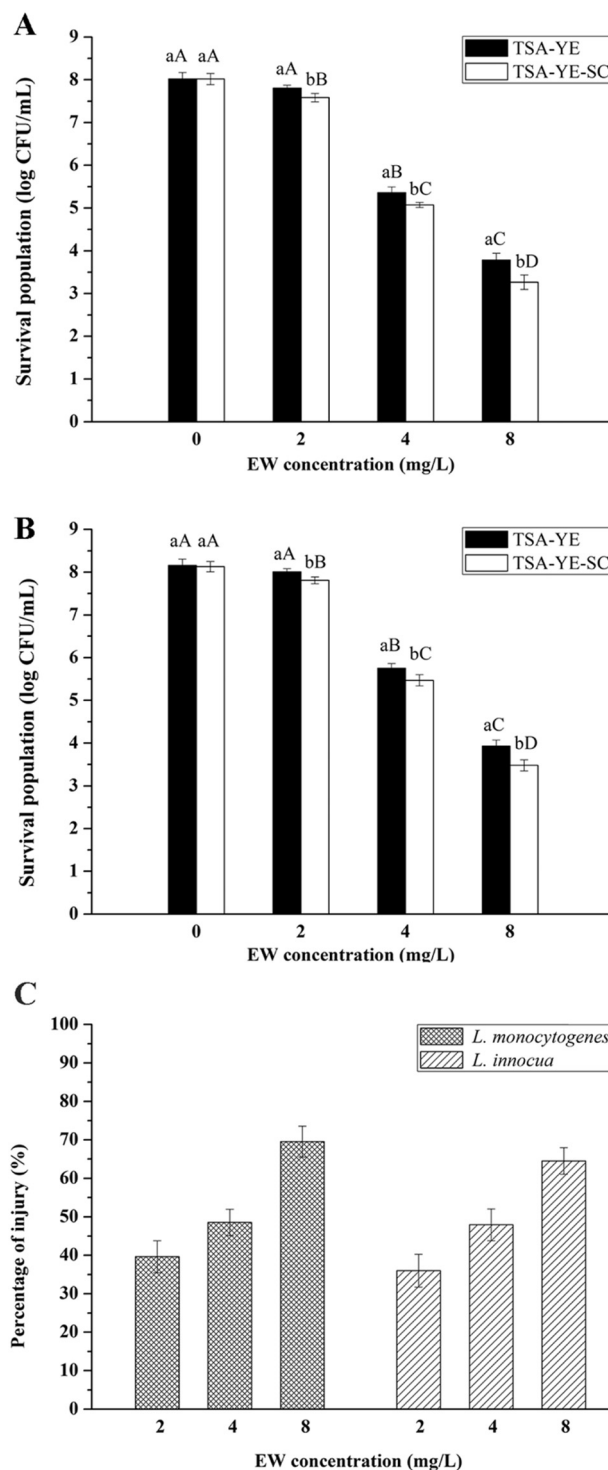 A
9
8
7
6
5
4
3
2
1
0
Survival population (log CFU/mL)
TSA-YE
TSA-YE-SC
aA aA
aA bB
aB bC
aC bD
0 2 4 8
EW concentration (mg/L)
B
9
8
7
6
5
4
3
2
1
0
Survival population (log CFU/mL)
TSA-YE
TSA-YE-SC
aA aA
aA bB
aB bC
aC bD
0 2 4 8
EW concentration (mg/L)
C
100
90
80
70
60
50
40
30
20
10
0
Percentage of injury (%)
L. monocytogenes
L. innocua
2 4 8 2 4 8
EW concentration (mg/L)